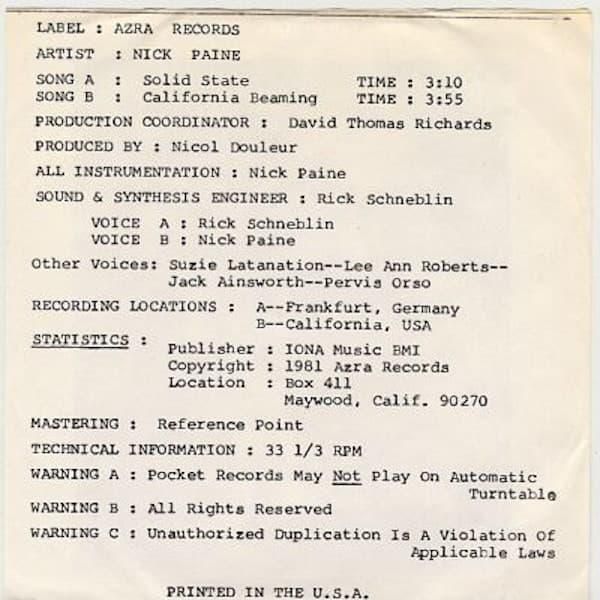 LABEL : AZRA RECORDS
ARTIST : NICK PAINE
SONG A : Solid State TIME : 3:10
SONG B : California Beaming TIME : 3:55
PRODUCTION COORDINATOR : David Thomas Richards
PRODUCED BY : Nicol Douleur
ALL INSTRUMENTATION : Nick Paine
SOUND & SYNTHESIS ENGINEER : Rick Schneblin
VOICE A : Rick Schneblin
VOICE B : Nick Paine
Other Voices: Suzie Latanation--Lee Ann Roberts--
Jack Ainsworth--Pervis Orso
RECORDING LOCATIONS : A--Frankfurt, Germany
B--California, USA
STATISTICS :
Publisher : IONA Music BMI
Copyright : 1981 Azra Records
Location : Box 411
Maywood, Calif. 90270
MASTERING : Reference Point
TECHNICAL INFORMATION : 33 1/3 RPM
WARNING A : Pocket Records May Not Play On Automatic
Turntable
WARNING B : All Rights Reserved
WARNING C : Unauthorized Duplication Is A Violation Of
Applicable Laws
PRINTED IN THE U.S.A.